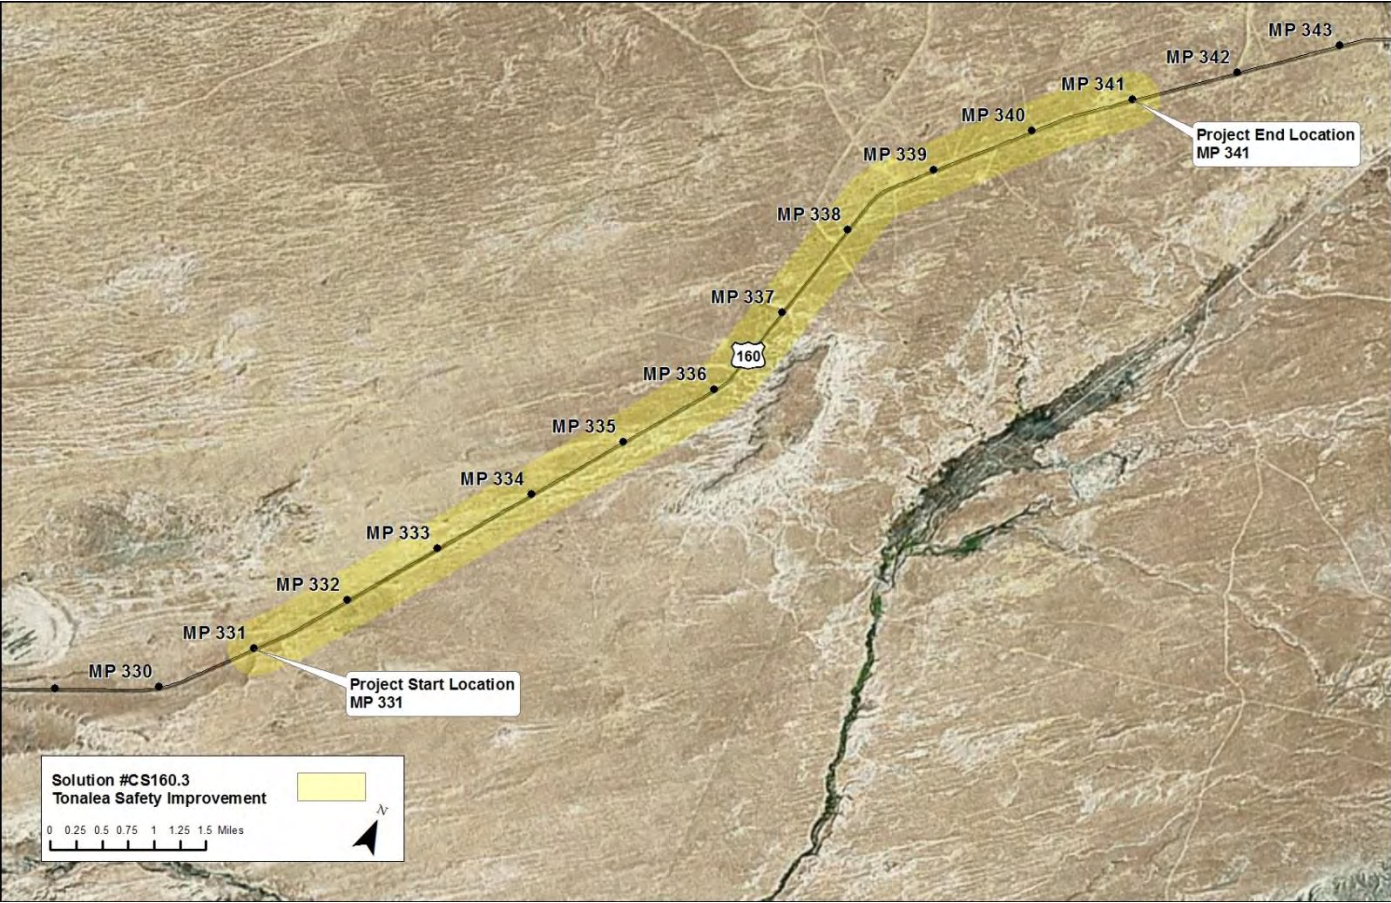 MP 343
MP 342
MP 341
Project End Location
MP 341
MP 340
MP 339
MP 338
MP 337
160
MP 336
MP 335
MP 334
MP 333
MP 332
MP 331
MP 330
Project Start Location
MP 331
Solution #CS160.3
Tonalea Safety Improvement
N
0 0.25 0.5 0.75 1 1.25 1.5 Miles